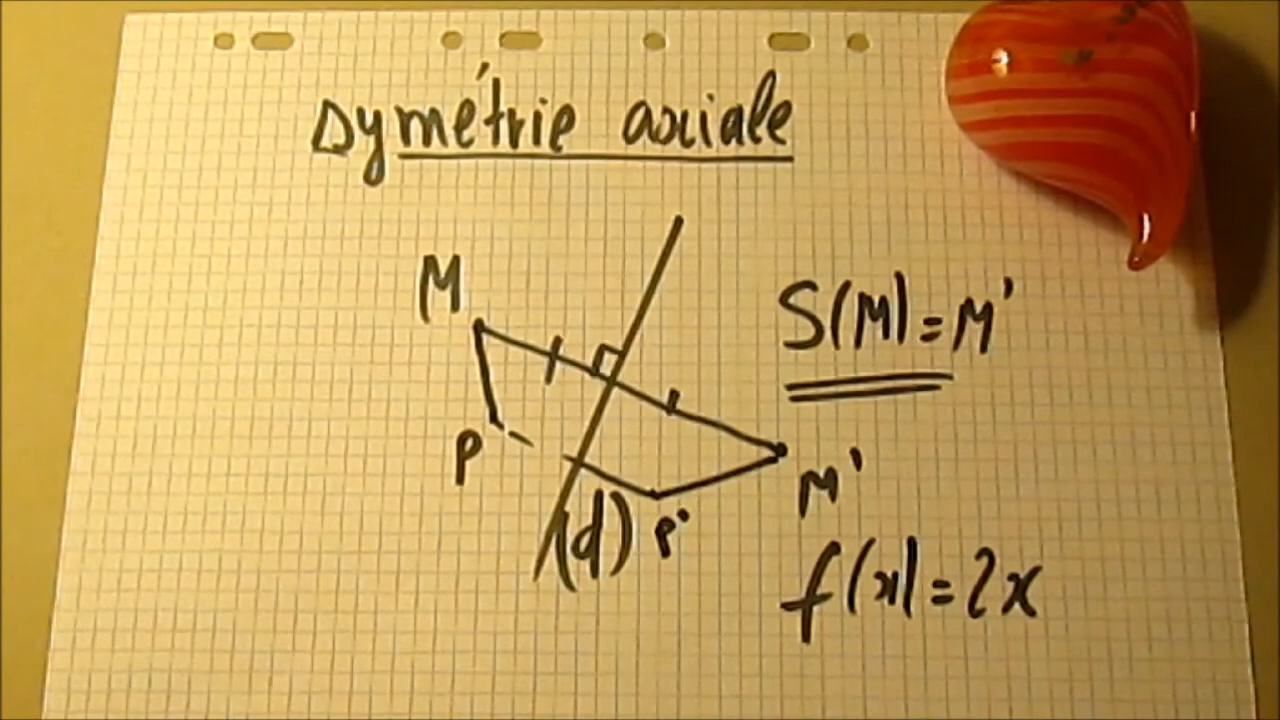 symétrie axiale
M
S(M)=M'
P
M'
(d)
P'
f(x)=2x